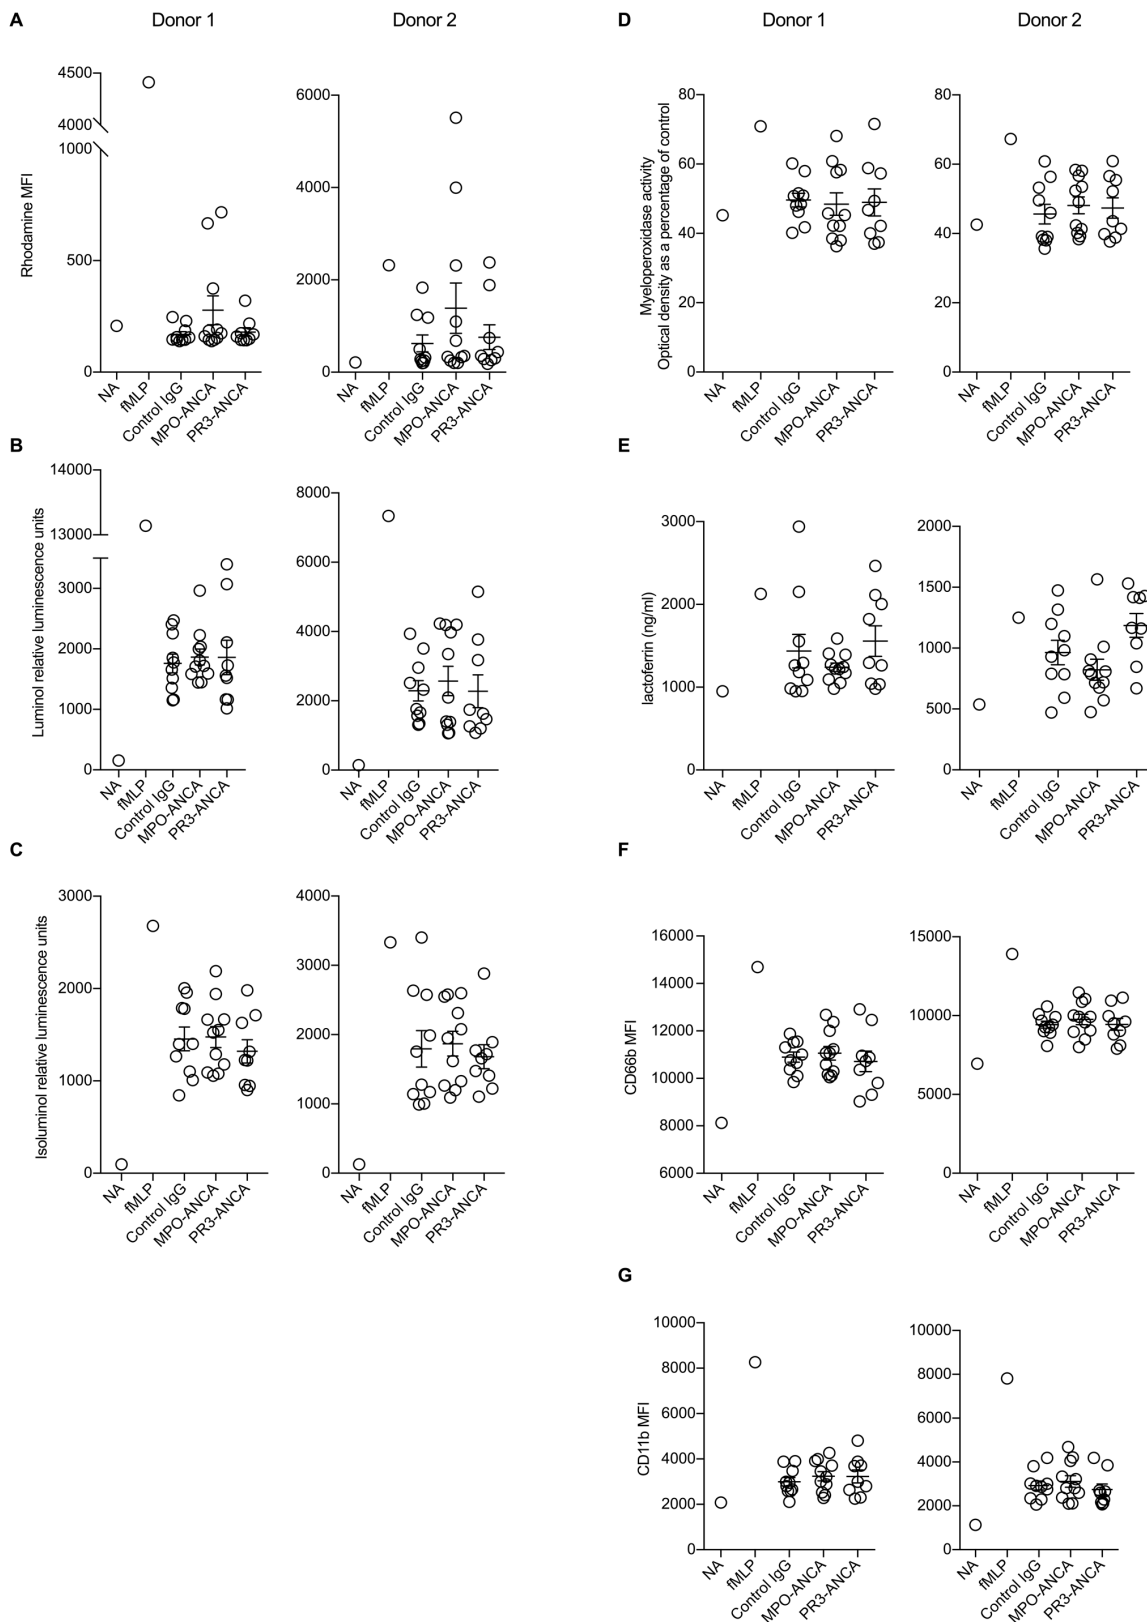 A
Donor 1
Donor 2
Rhodamine MFI
4500
4000
1000
500
0
NA
fMLP
Control IgG
MPO-ANCA
PR3-ANCA
6000
4000
2000
0
NA
fMLP
Control IgG
MPO-ANCA
PR3-ANCA
B
Luminol relative luminescence units
14000
13000
3000
2000
1000
0
NA
fMLP
Control IgG
MPO-ANCA
PR3-ANCA
8000
6000
4000
2000
0
NA
fMLP
Control IgG
MPO-ANCA
PR3-ANCA
C
Isoluminol relative luminescence units
3000
2000
1000
0
NA
fMLP
Control IgG
MPO-ANCA
PR3-ANCA
4000
3000
2000
1000
0
NA
fMLP
Control IgG
MPO-ANCA
PR3-ANCA
D
Donor 1
Donor 2
Myeloperoxidase activity
Optical density as a percentage of control
80
60
40
20
0
NA
fMLP
Control IgG
MPO-ANCA
PR3-ANCA
80
60
40
20
0
NA
fMLP
Control IgG
MPO-ANCA
PR3-ANCA
E
lactoferrin (ng/ml)
3000
2000
1000
0
NA
fMLP
Control IgG
MPO-ANCA
PR3-ANCA
2000
1500
1000
500
0
NA
fMLP
Control IgG
MPO-ANCA
PR3-ANCA
F
CD66b MFI
16000
14000
12000
10000
8000
6000
NA
fMLP
Control IgG
MPO-ANCA
PR3-ANCA
15000
10000
5000
0
NA
fMLP
Control IgG
MPO-ANCA
PR3-ANCA
G
CD11b MFI
10000
8000
6000
4000
2000
0
NA
fMLP
Control IgG
MPO-ANCA
PR3-ANCA
10000
8000
6000
4000
2000
0
NA
fMLP
Control IgG
MPO-ANCA
PR3-ANCA